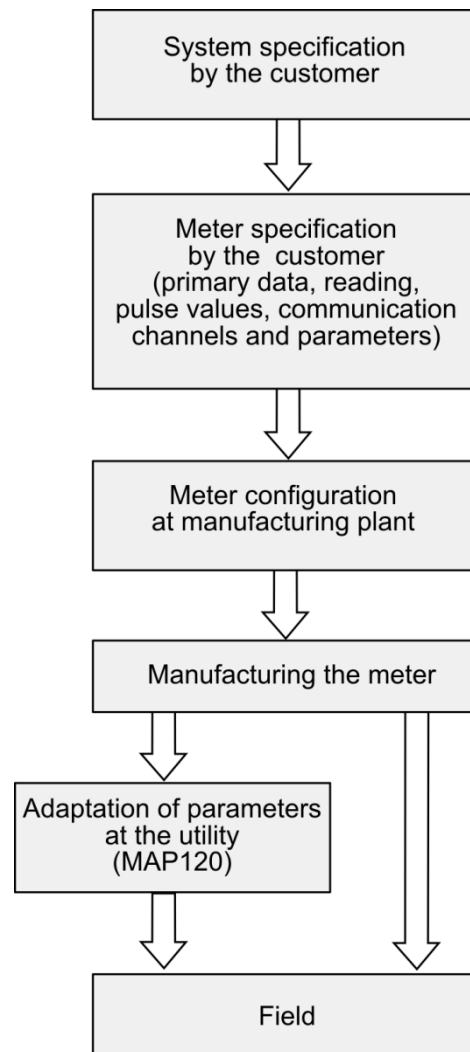 System specification
by the customer
Meter specification
by the customer
(primary data, reading,
pulse values, communication
channels and parameters)
Meter configuration
at manufacturing plant
Manufacturing the meter
Adaptation of parameters
at the utility
(MAP120)
Field